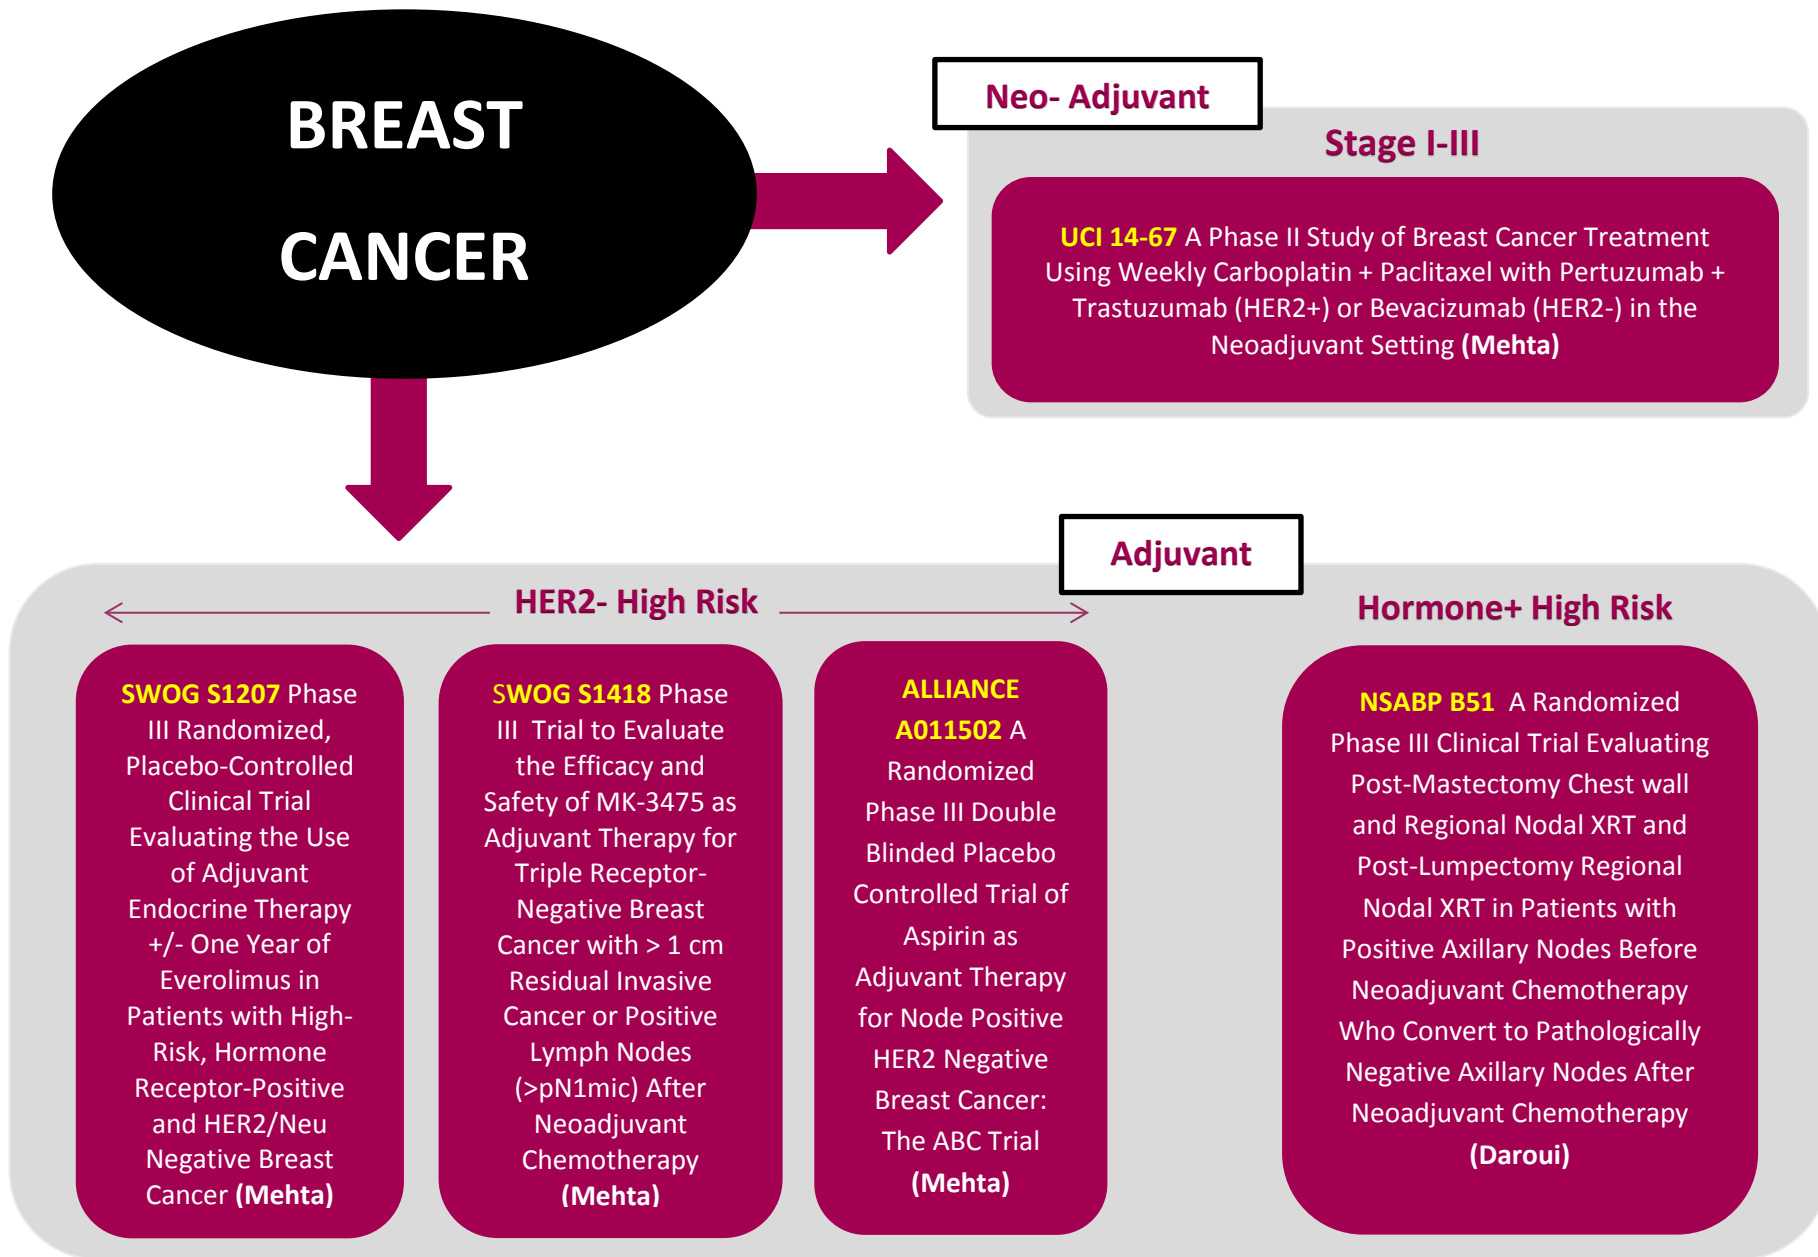 BREAST
CANCER
Neo- Adjuvant
Stage I-III
UCI 14-67 A Phase II Study of Breast Cancer Treatment
Using Weekly Carboplatin + Paclitaxel with Pertuzumab +
Trastuzumab (HER2+) or Bevacizumab (HER2-) in the
Neoadjuvant Setting (Mehta)
Adjuvant
HER2- High Risk
SWOG S1207 Phase
III Randomized,
Placebo-Controlled
Clinical Trial
Evaluating the Use
of Adjuvant
Endocrine Therapy
+/- One Year of
Everolimus in
Patients with High-
Risk, Hormone
Receptor-Positive
and HER2/Neu
Negative Breast
Cancer (Mehta)
SWOG S1418 Phase
III Trial to Evaluate
the Efficacy and
Safety of MK-3475 as
Adjuvant Therapy for
Triple Receptor-
Negative Breast
Cancer with > 1 cm
Residual Invasive
Cancer or Positive
Lymph Nodes
(>pN1mic) After
Neoadjuvant
Chemotherapy
(Mehta)
ALLIANCE
A011502 A
Randomized
Phase III Double
Blinded Placebo
Controlled Trial of
Aspirin as
Adjuvant Therapy
for Node Positive
HER2 Negative
Breast Cancer:
The ABC Trial
(Mehta)
Hormone+ High Risk
NSABP B51 A Randomized
Phase III Clinical Trial Evaluating
Post-Mastectomy Chest wall
and Regional Nodal XRT and
Post-Lumpectomy Regional
Nodal XRT in Patients with
Positive Axillary Nodes Before
Neoadjuvant Chemotherapy
Who Convert to Pathologically
Negative Axillary Nodes After
Neoadjuvant Chemotherapy
(Daroui)